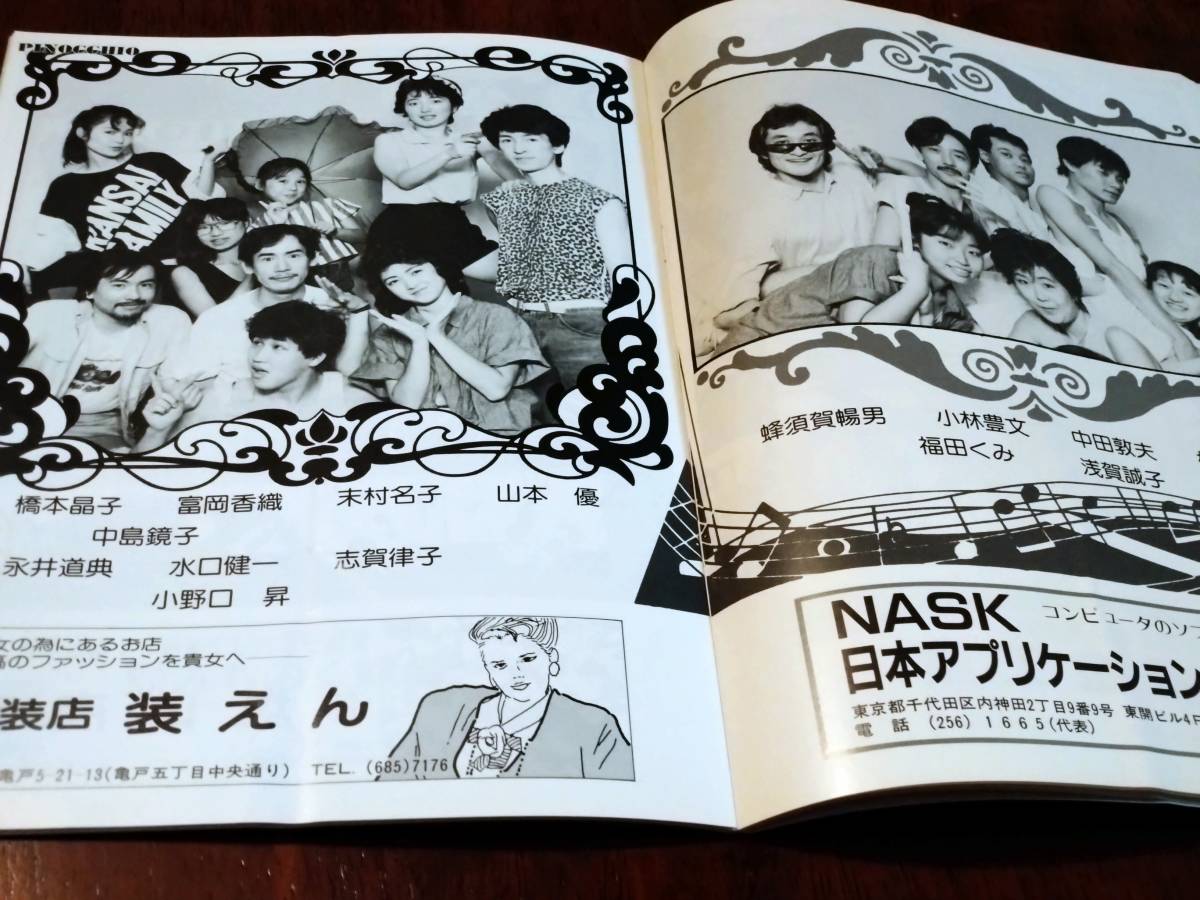 PINOCCHIO
KANSAI
FAMILY
橋本晶子 富岡香織 末村名子 山本 優
中島鏡子
永井道典 水口健一 志賀律子
小野口 昇
女の為にあるお店
のファッションを貴女へ――
装店 装えん
亀戸5-21-13(亀戸五丁目中央通り) TEL. (685)7176
蜂須賀暢男 小林豊文 中田敦夫
福田くみ 浅賀誠子
NASK コンピュータのソー
日本アプリケーション
東京都千代田区内神田2丁目9番9号 東開ビル4F
電 話 (256) 1665(代表)